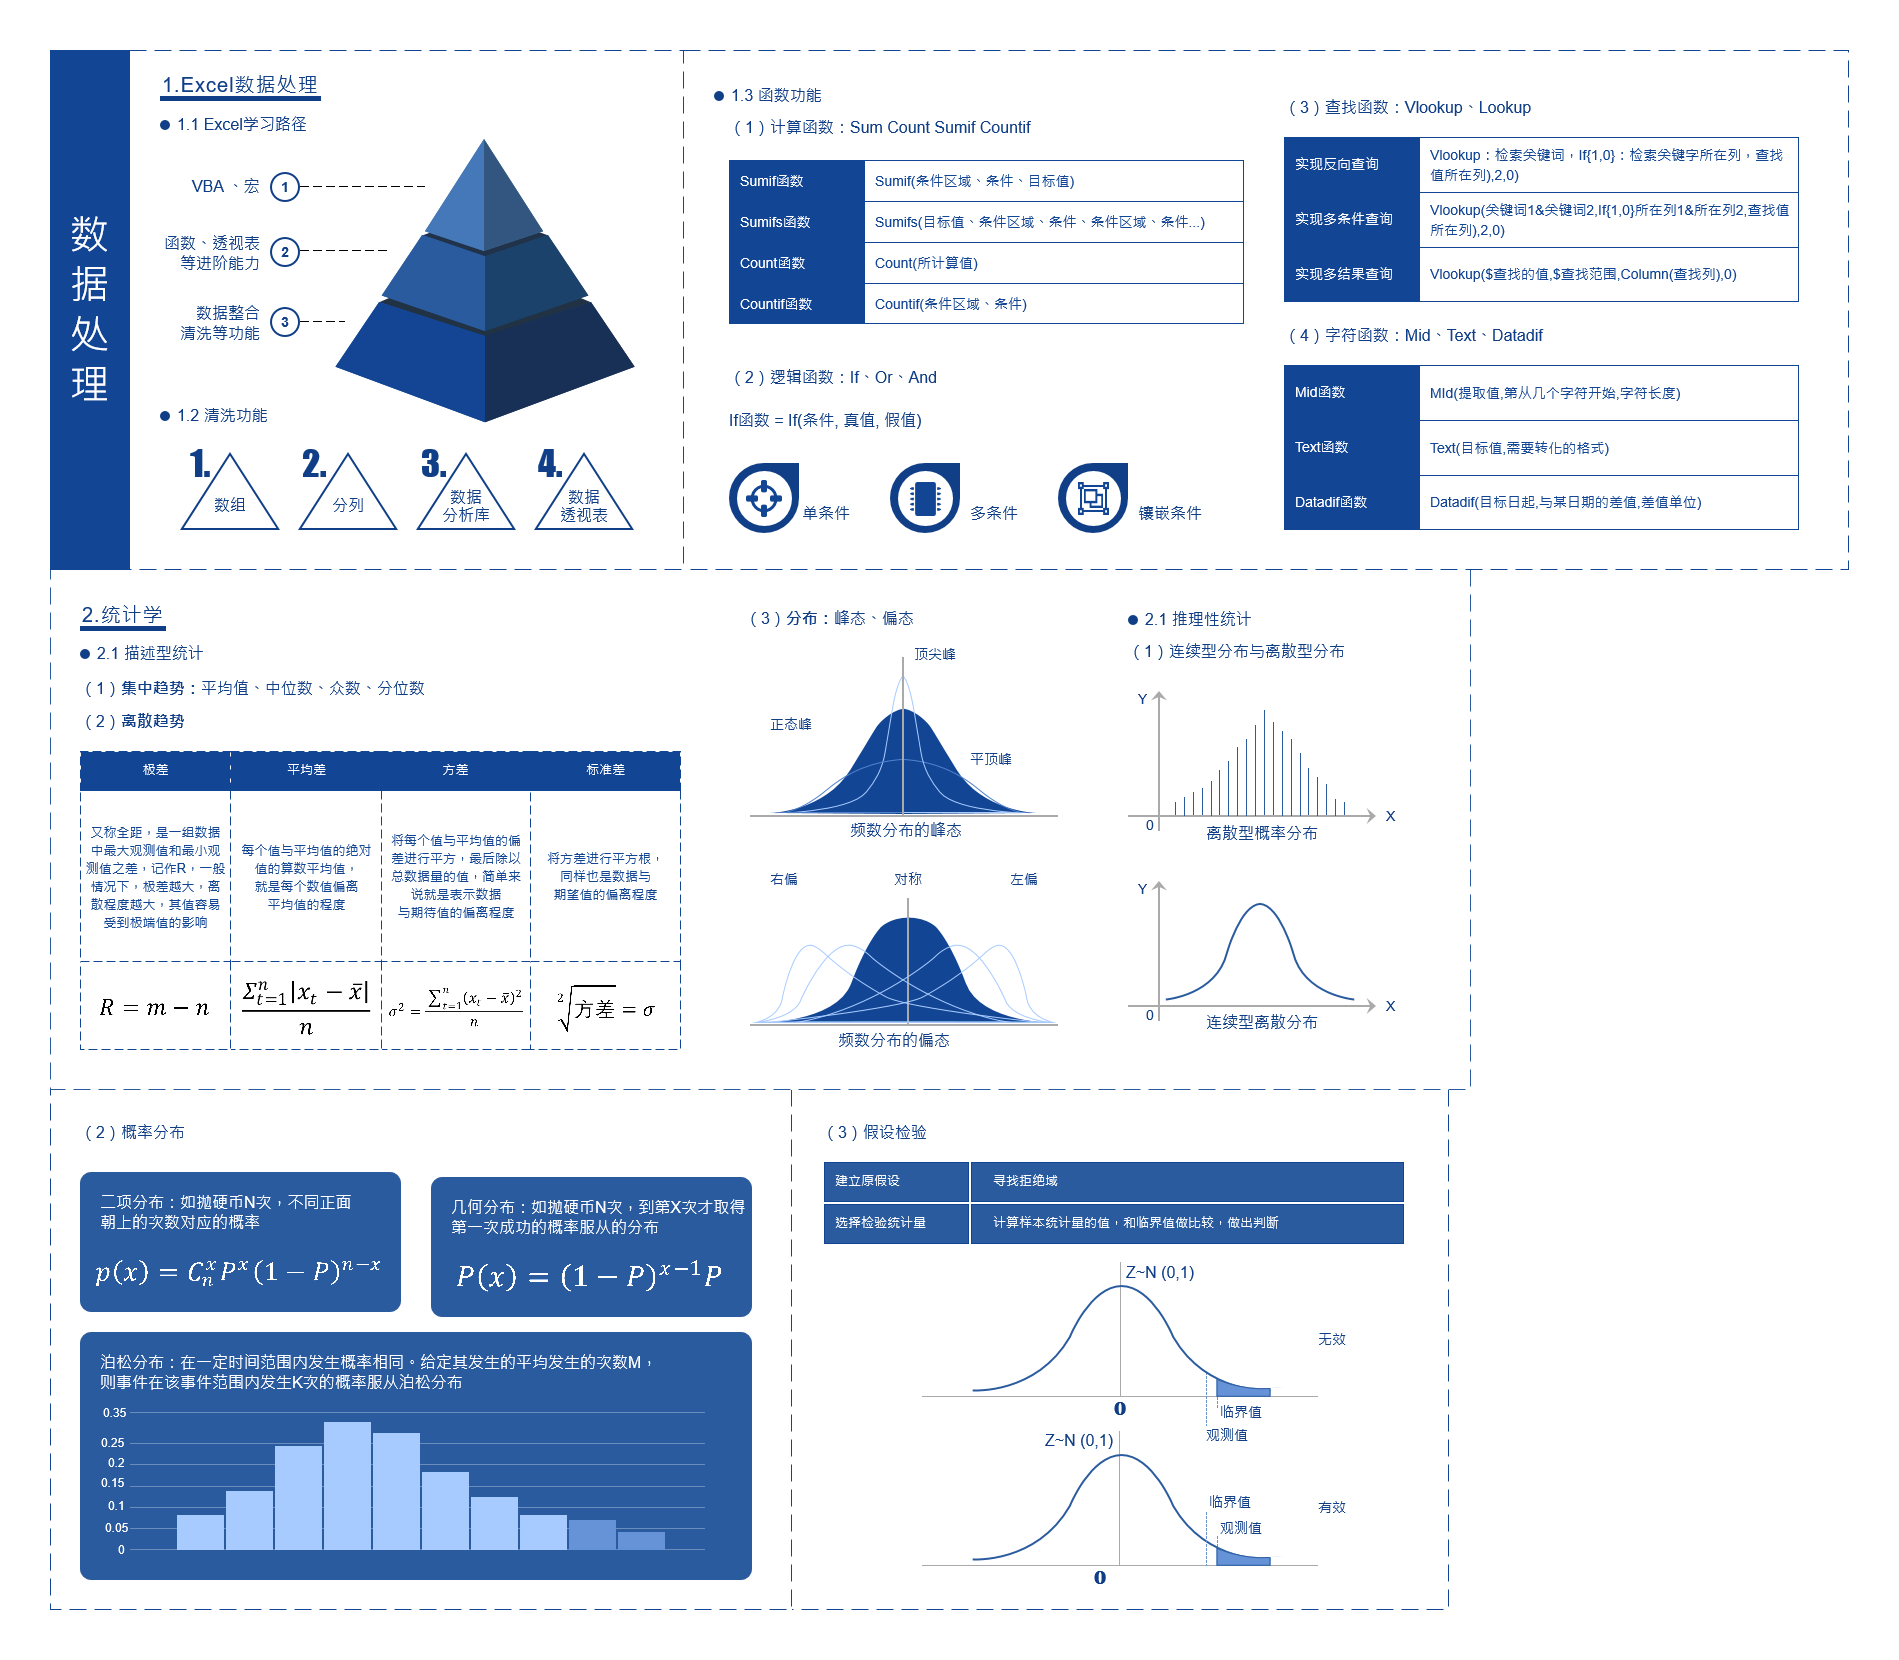 数据处理
1.Excel数据处理
1.1 Excel学习路径
VBA 、宏
1
函数、透视表
等进阶能力
2
数据整合
清洗等功能
3
1.2 清洗功能
1.
数组
2.
分列
3.
数据
分析库
4.
数据
透视表
1.3 函数功能
（1）计算函数：Sum Count Sumif Countif
Sumif函数
Sumif(条件区域、条件、目标值)
Sumifs函数
Sumifs(目标值、条件区域、条件、条件区域、条件...)
Count函数
Count(所计算值)
Countif函数
Countif(条件区域、条件)
（2）逻辑函数：If、Or、And
If函数 = If(条件, 真值, 假值)
单条件
多条件
镶嵌条件
（3）查找函数：Vlookup、Lookup
实现反向查询
Vlookup：检索关键词，If{1,0}：检索关键字所在列，查找
值所在列),2,0)
实现多条件查询
Vlookup(关键词1&关键词2,If{1,0}所在列1&所在列2,查找值
所在列),2,0)
实现多结果查询
Vlookup($查找的值,$查找范围,Column(查找列),0)
（4）字符函数：Mid、Text、Datadif
Mid函数
MId(提取值,第从几个字符开始,字符长度)
Text函数
Text(目标值,需要转化的格式)
Datadif函数
Datadif(目标日起,与某日期的差值,差值单位)
2.统计学
2.1 描述型统计
（1）集中趋势：平均值、中位数、众数、分位数
（2）离散趋势
极差
平均差
方差
标准差
又称全距，是一组数据
中最大观测值和最小观
测值之差，记作R，一般
情况下，极差越大，离
散程度越大，其值容易
受到极端值的影响
每个值与平均值的绝对
值的算数平均值，
就是每个数值偏离
平均值的程度
将每个值与平均值的偏
差进行平方，最后除以
总数据量的值，简单来
说就是表示数据
与期待值的偏离程度
将方差进行平方根，
同样也是数据与
期望值的偏离程度
R = m − n
Σⁿₜ₌₁|xₜ − x̄|
n
σ² = ∑ⁿₜ₌₁(xₜ − x̄)²
n
²√方差 = σ
（3）分布：峰态、偏态
顶尖峰
正态峰
平顶峰
频数分布的峰态
右偏
对称
左偏
频数分布的偏态
2.1 推理性统计
（1）连续型分布与离散型分布
Y
0
X
离散型概率分布
Y
0
X
连续型离散分布
（2）概率分布
二项分布：如抛硬币N次，不同正面
朝上的次数对应的概率
p(x) = Cₙˣ Pˣ (1 − P)ⁿ⁻ˣ
几何分布：如抛硬币N次，到第X次才取得
第一次成功的概率服从的分布
P(x) = (1 − P)ˣ⁻¹P
泊松分布：在一定时间范围内发生概率相同。给定其发生的平均发生的次数M，
则事件在该事件范围内发生K次的概率服从泊松分布
0.35
0.25
0.2
0.15
0.1
0.05
0
（3）假设检验
建立原假设
寻找拒绝域
选择检验统计量
计算样本统计量的值，和临界值做比较，做出判断
Z~N (0,1)
无效
0
临界值
观测值
Z~N (0,1)
临界值
有效
观测值
0